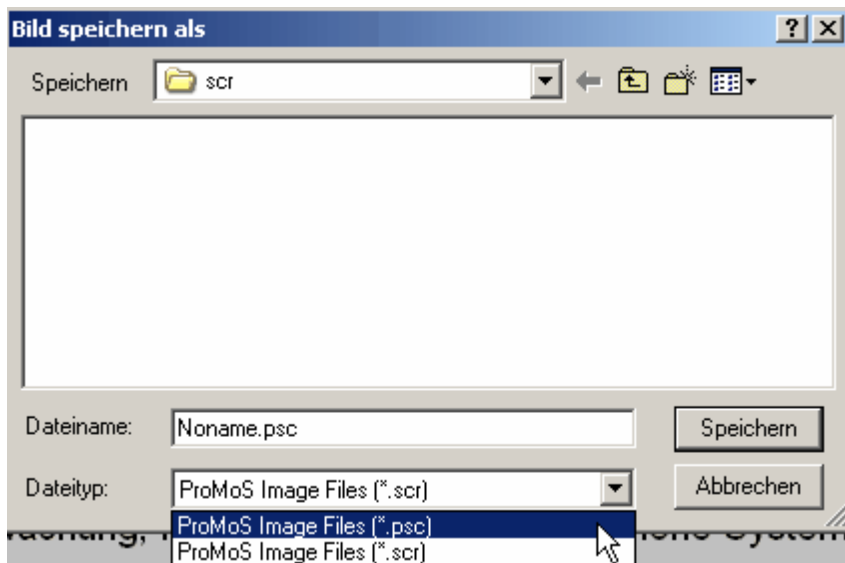 Bild speichern als
Speichern scr
Dateiname: Noname.psc Speichern
Dateityp: ProMoS Image Files (*.scr) Abbrechen
ProMoS Image Files (*.psc)
ProMoS Image Files (*.scr)